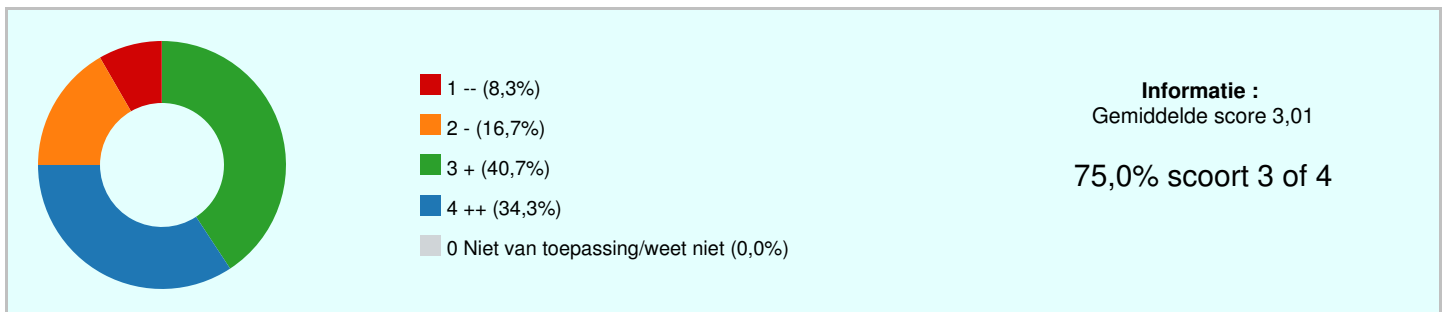 1 -- (8,3%)
2 - (16,7%)
3 + (40,7%)
4 ++ (34,3%)
0 Niet van toepassing/weet niet (0,0%)
Informatie :
Gemiddelde score 3,01
75,0% scoort 3 of 4